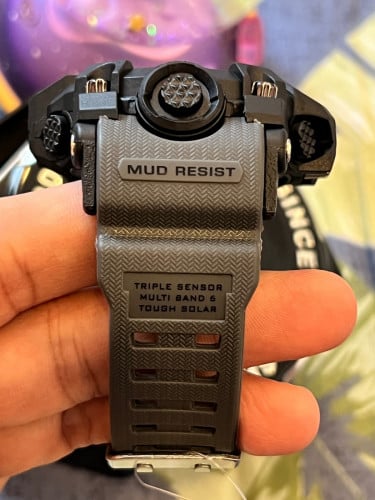 MUD RESIST
TRIPLE SENSOR
MULTI BAND 6
TOUGH SOLAR